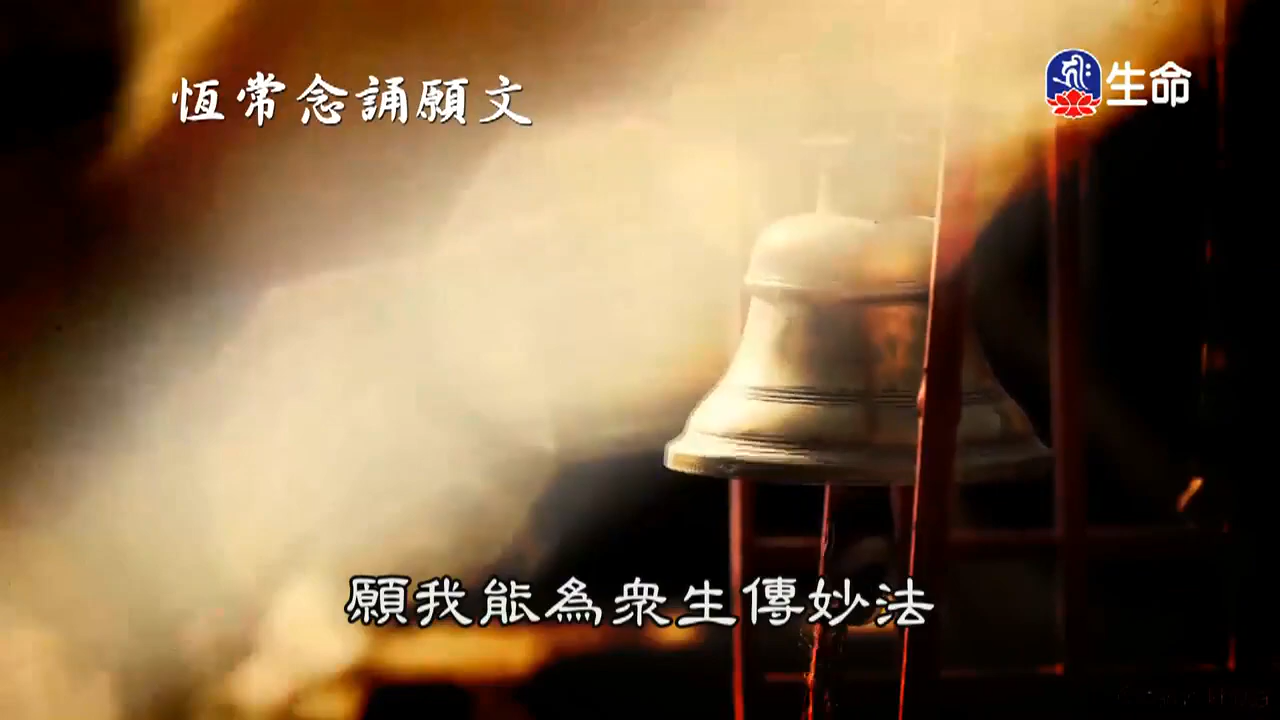 恆常念誦願文
生命
願我能為眾生傳妙法